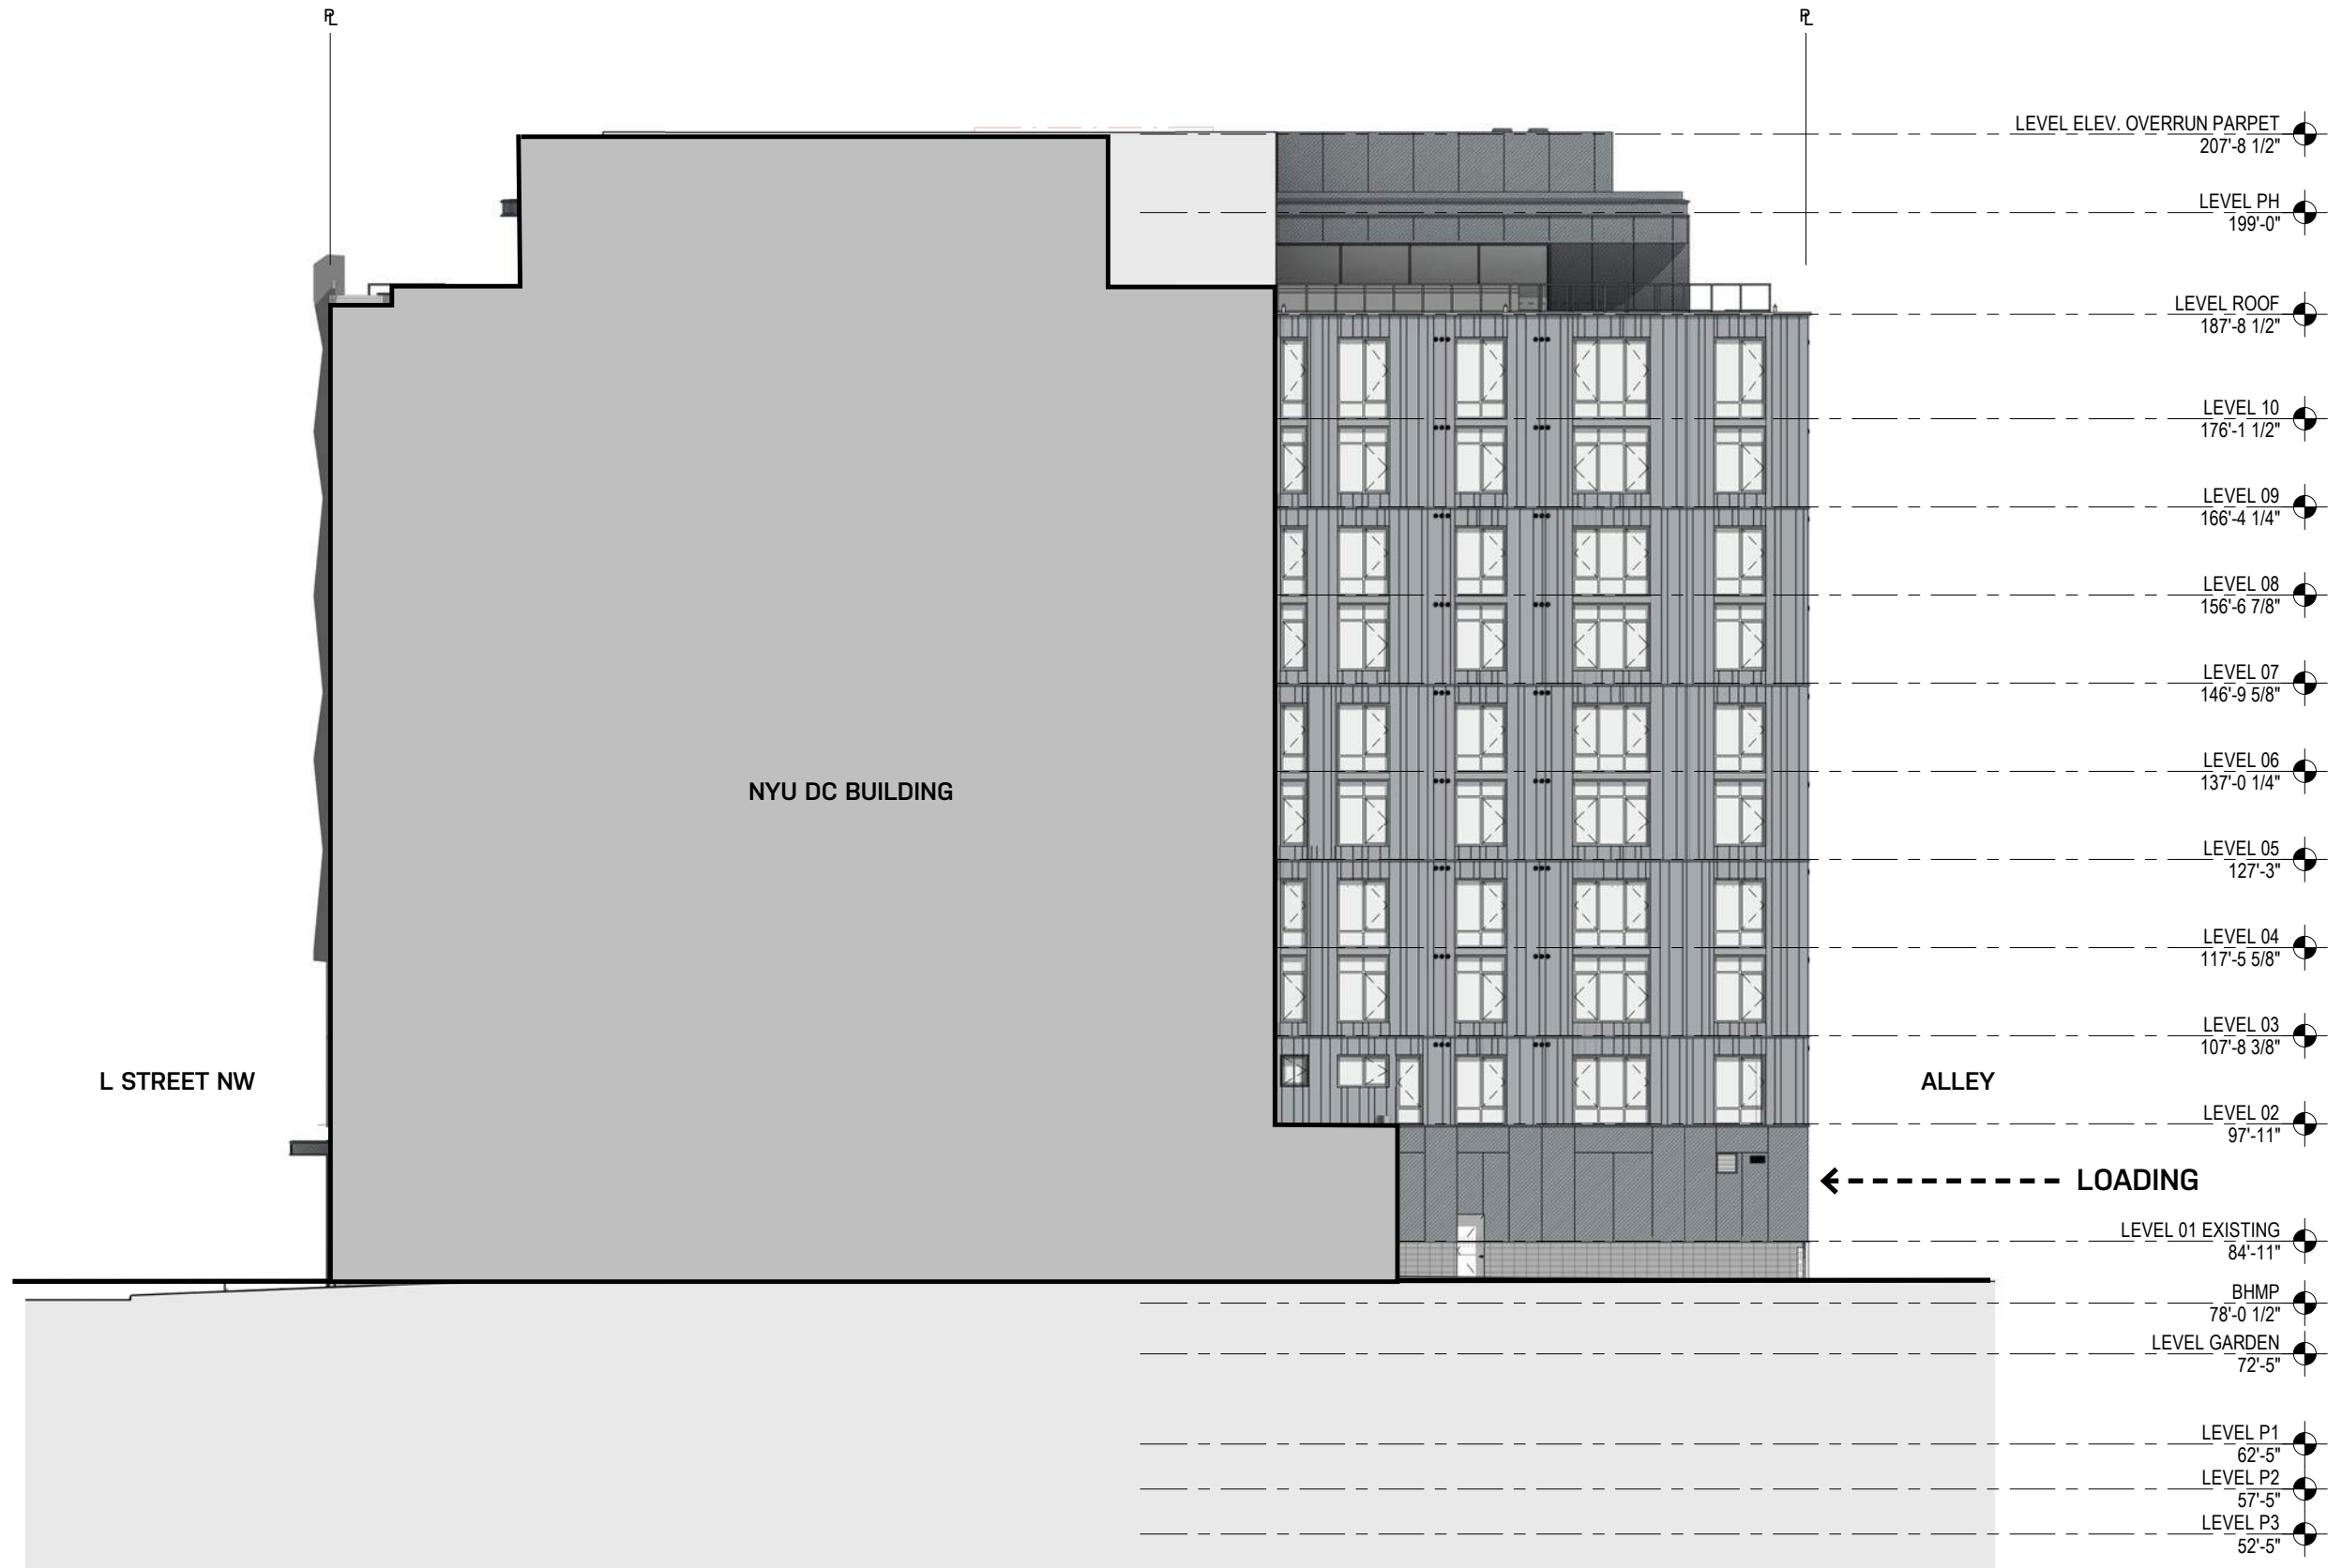 PL
PL
LEVEL ELEV. OVERRUN PARPET
207'-8 1/2"
LEVEL PH
199'-0"
LEVEL ROOF
187'-8 1/2"
LEVEL 10
176'-1 1/2"
LEVEL 09
166'-4 1/4"
LEVEL 08
156'-6 7/8"
LEVEL 07
146'-9 5/8"
NYU DC BUILDING
LEVEL 06
137'-0 1/4"
LEVEL 05
127'-3"
LEVEL 04
117'-5 5/8"
LEVEL 03
107'-8 3/8"
L STREET NW
ALLEY
LEVEL 02
97'-11"
LOADING
LEVEL 01 EXISTING
84'-11"
BHMP
78'-0 1/2"
LEVEL GARDEN
72'-5"
LEVEL P1
62'-5"
LEVEL P2
57'-5"
LEVEL P3
52'-5"